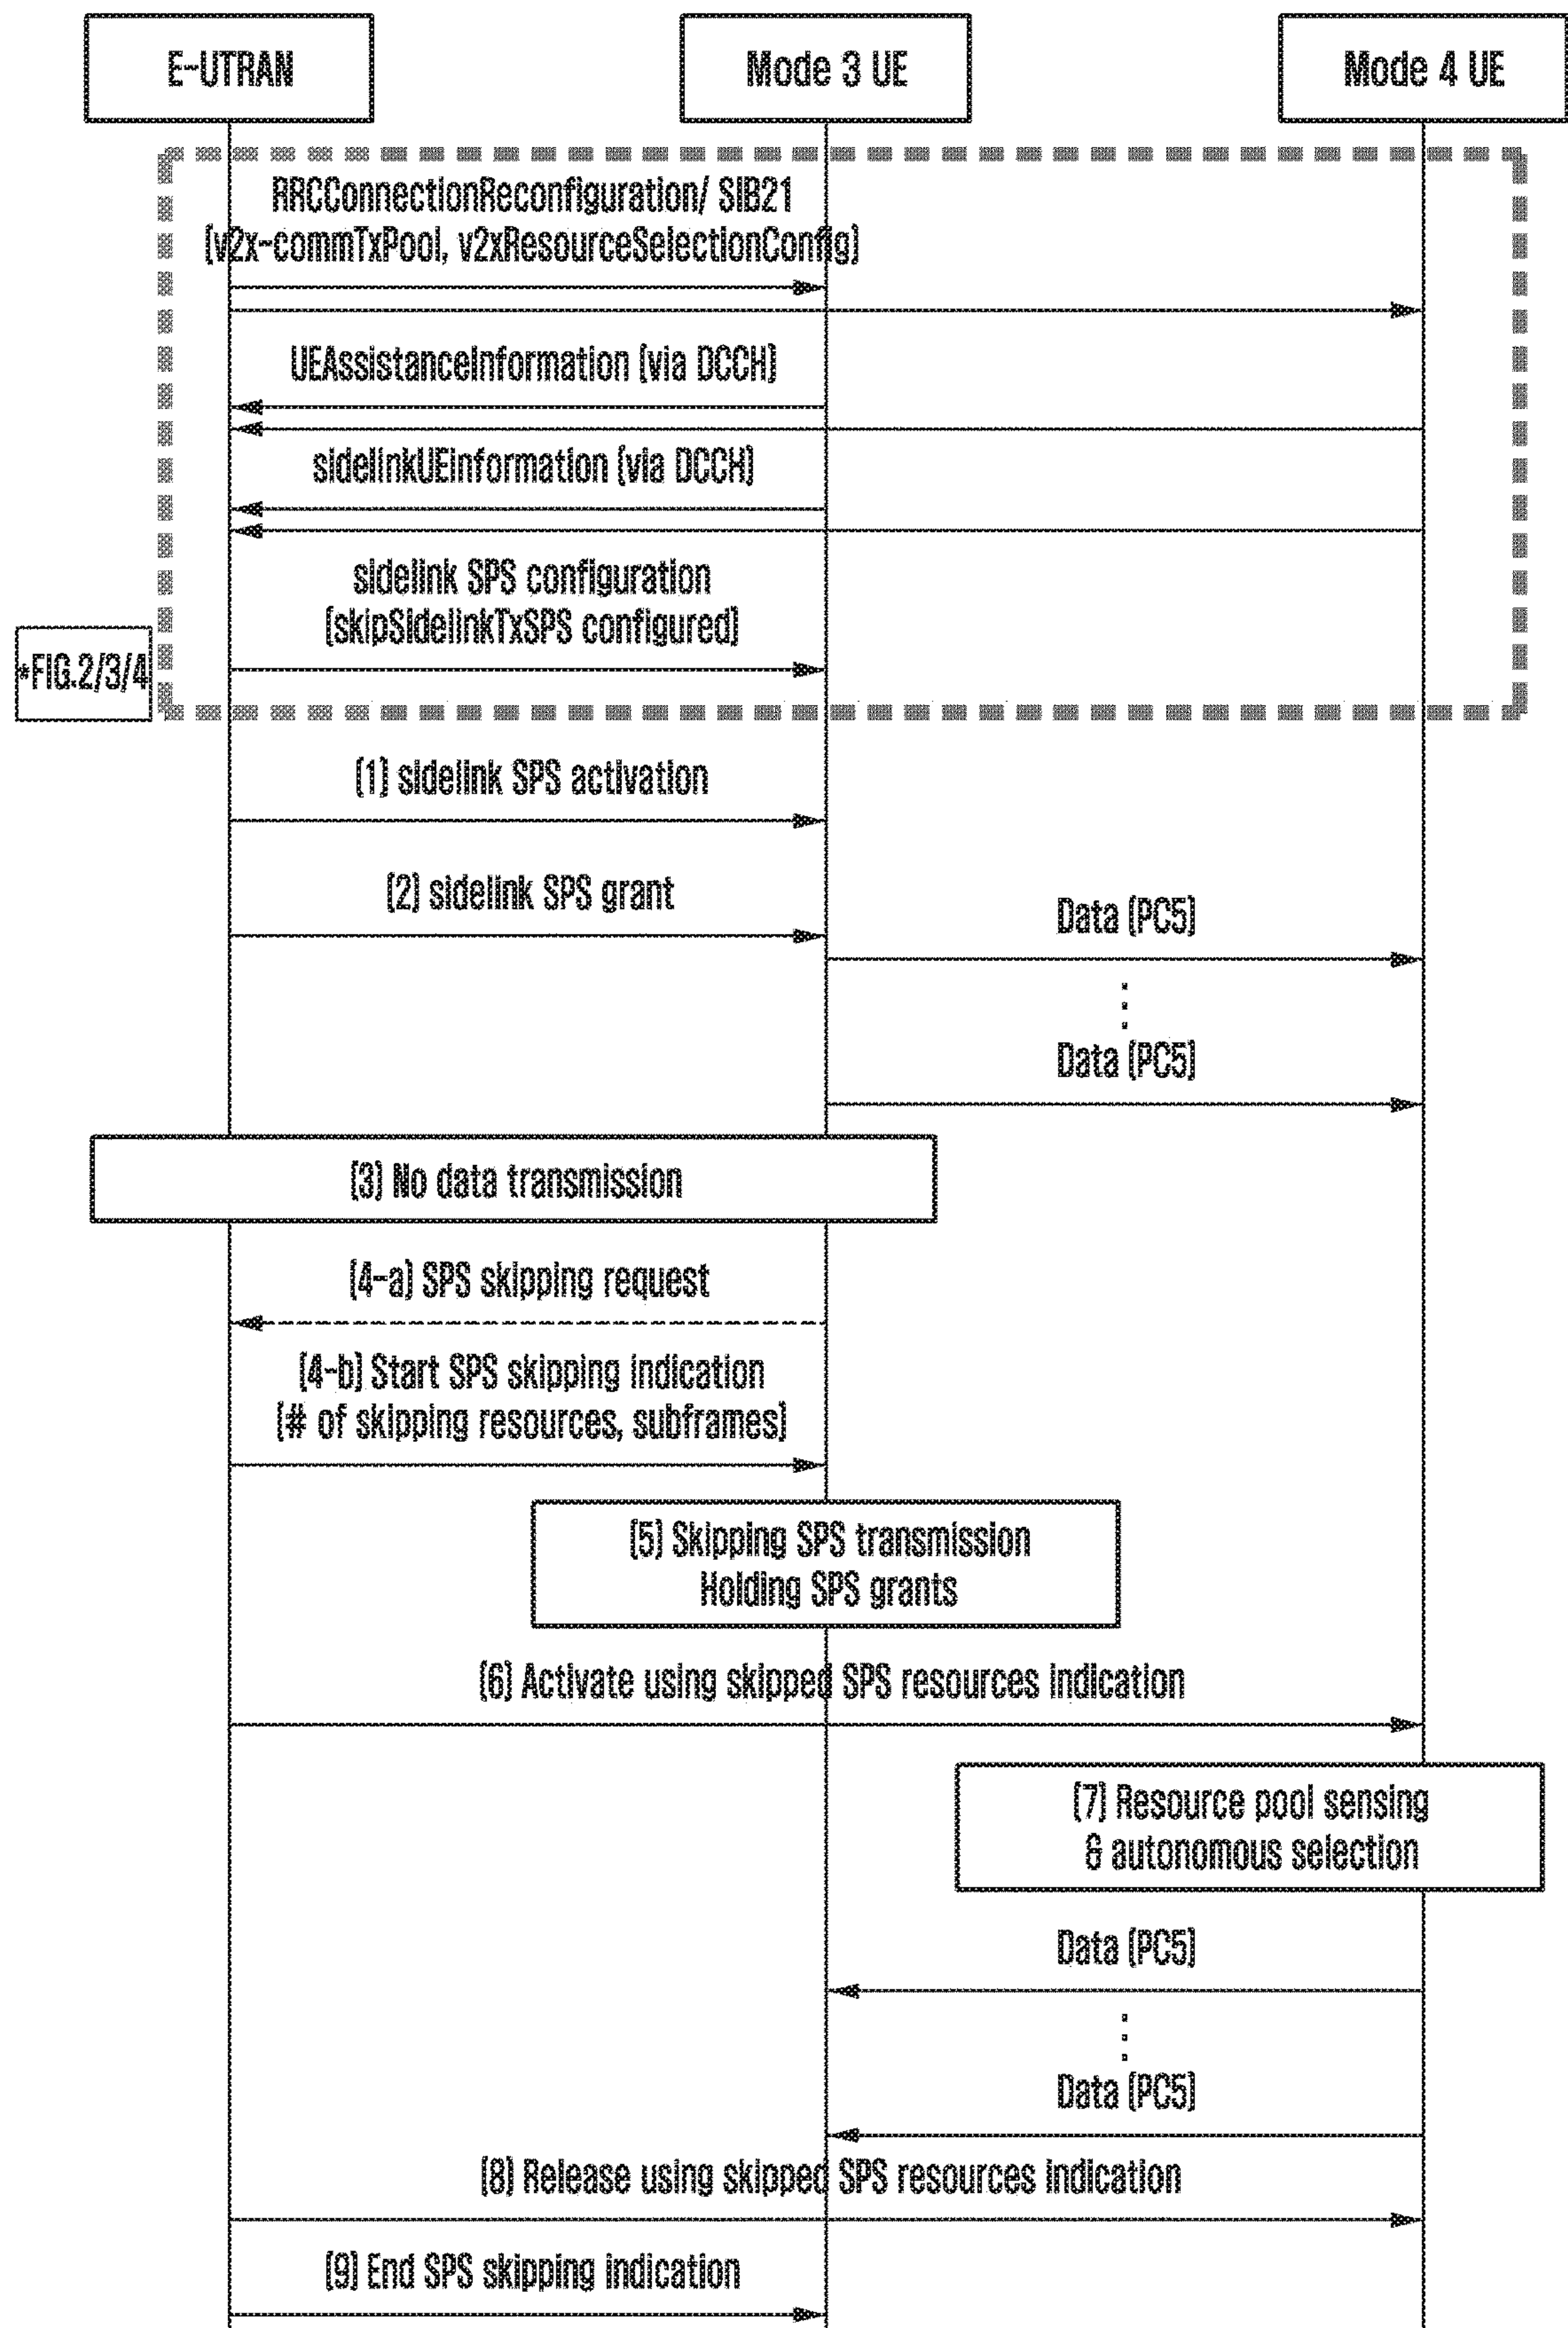 E-UTRAN
Mode 3 UE
Mode 4 UE
RRCConnectionReconfiguration/ SIB21
(v2x-commTxPool, v2xResourceSelectionConfig)
UEAssistanceInformation (via DCCH)
sidelinkUEinformation (via DCCH)
sidelink SPS configuration
(skipSidelinkTxSPS configured)
*FIG.2/3/4
(1) sidelink SPS activation
(2) sidelink SPS grant
Data (PC5)
Data (PC5)
(3) No data transmission
(4-a) SPS skipping request
(4-b) Start SPS skipping indication
(# of skipping resources, subframes)
(5) Skipping SPS transmission
Holding SPS grants
(6) Activate using skipped SPS resources indication
(7) Resource pool sensing
& autonomous selection
Data (PC5)
Data (PC5)
(8) Release using skipped SPS resources indication
(9) End SPS skipping indication